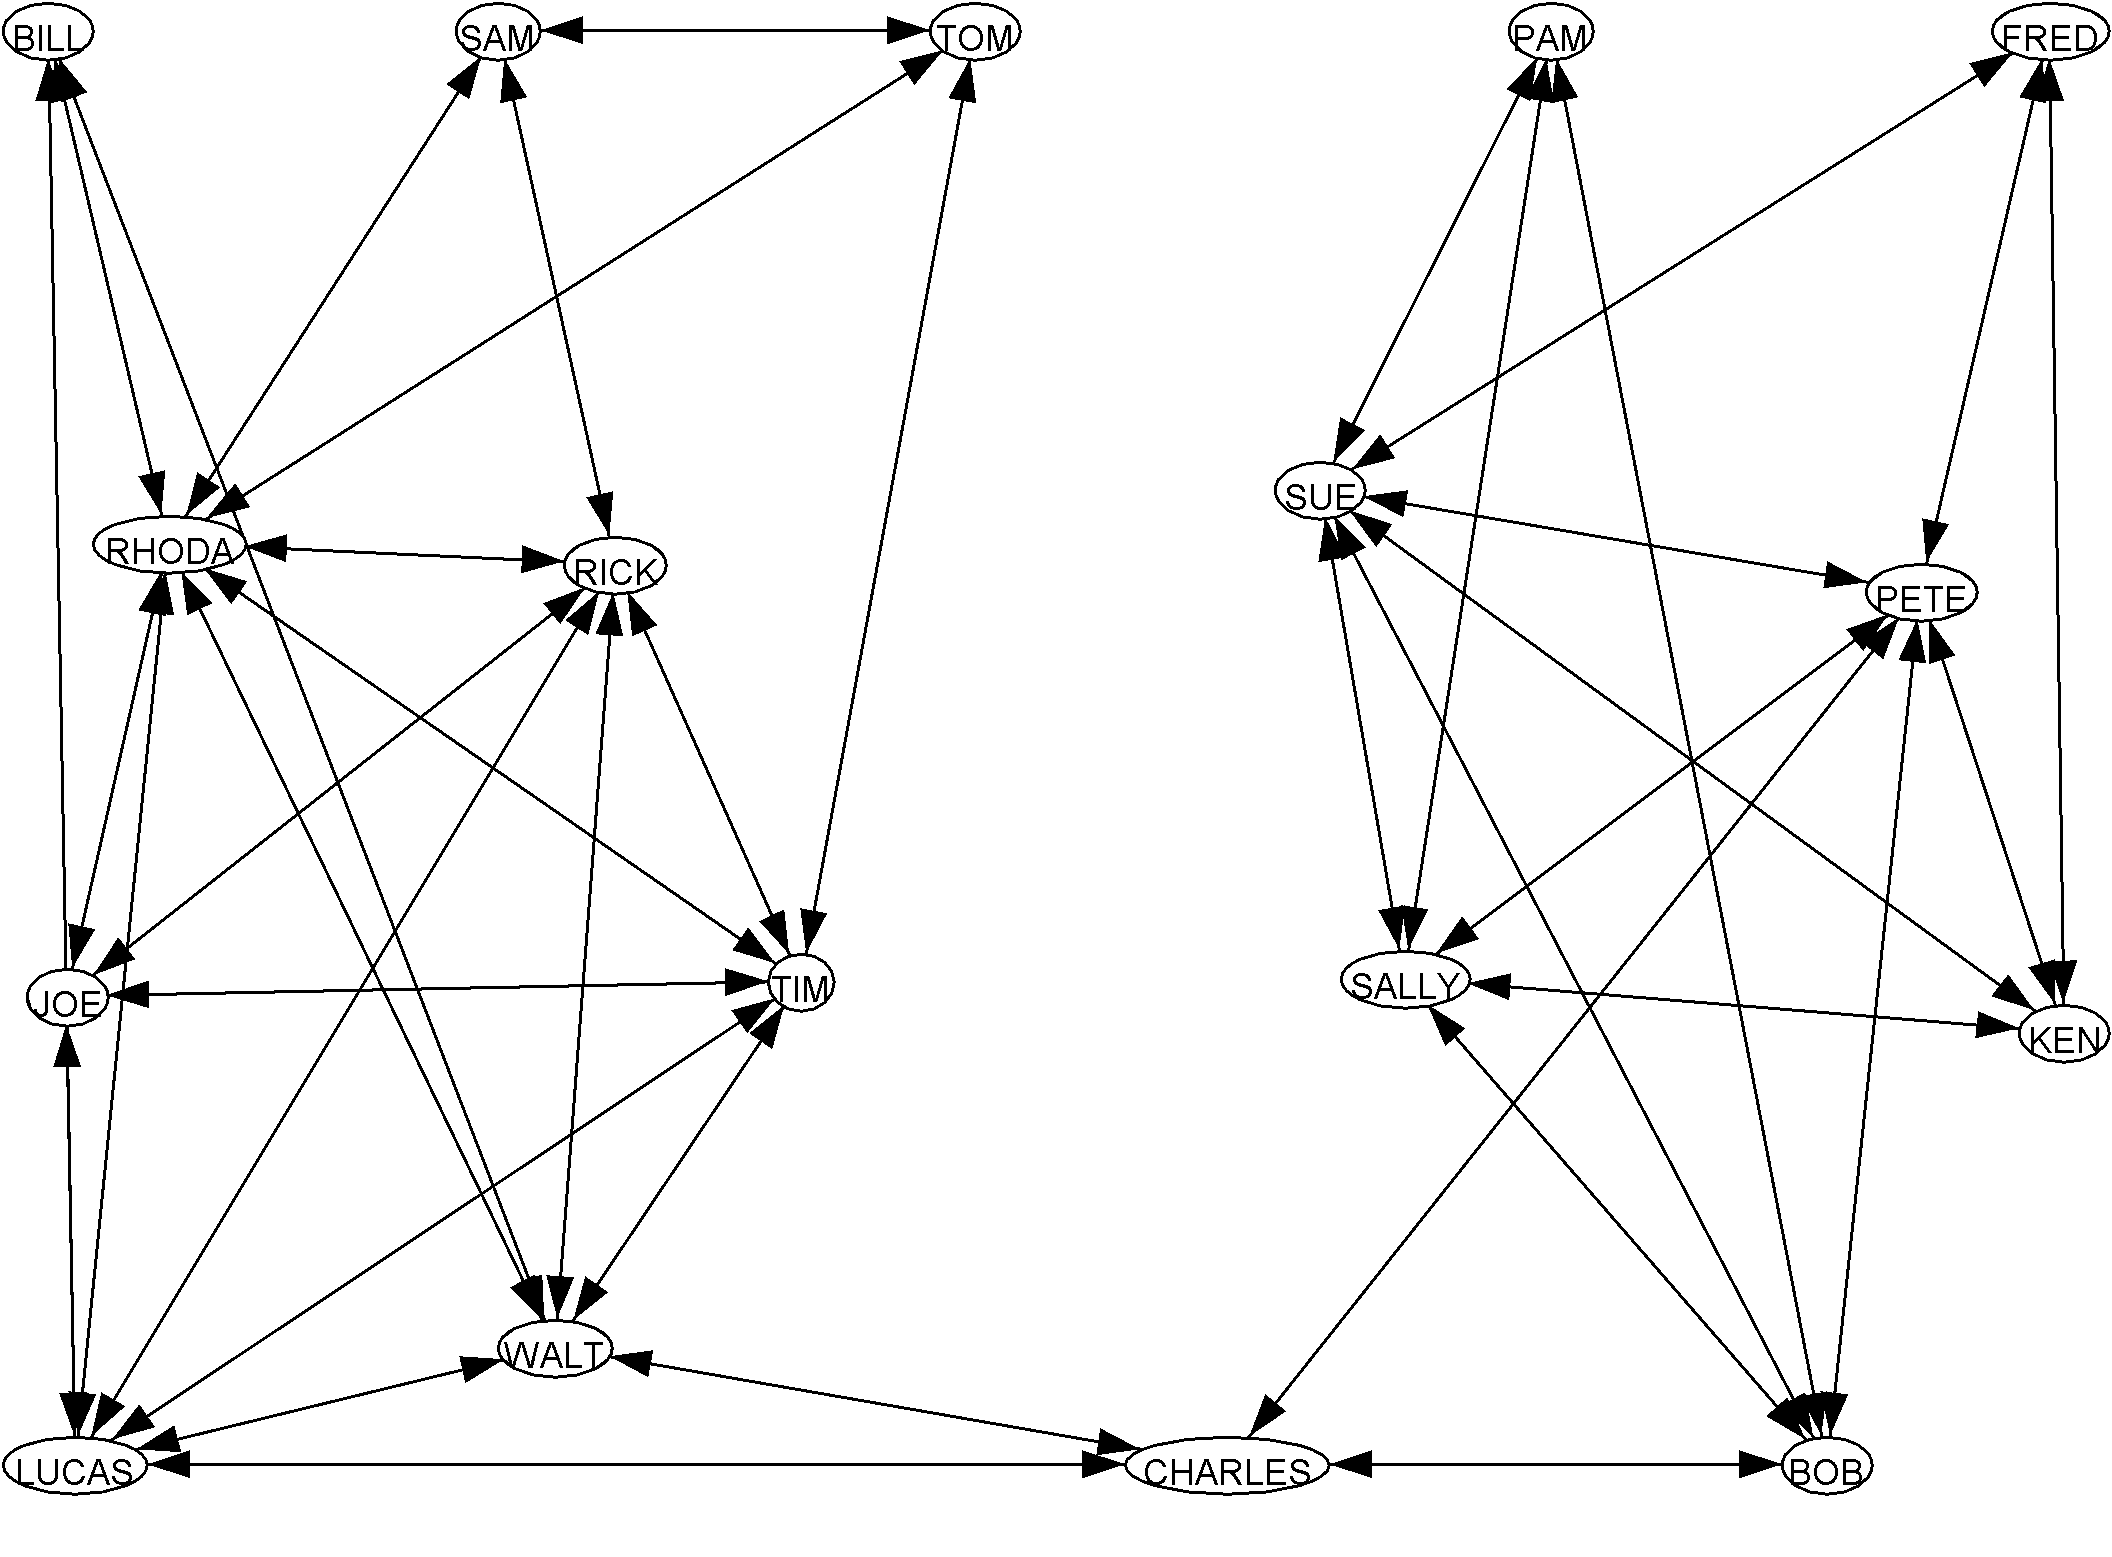 BILL
SAM
TOM
PAM
FRED
SUE
RHODA
RICK
PETE
SALLY
TIM
JOE
KEN
WALT
LUCAS
CHARLES
BOB